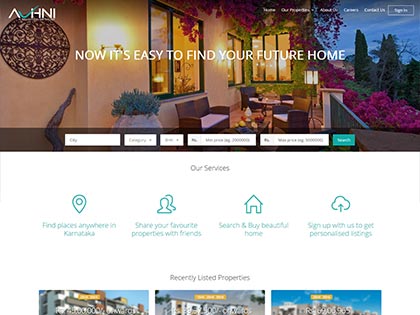 AVHNI
Home Our Properties About Us Careers Contact Us Sign In
NOW IT'S EASY TO FIND YOUR FUTURE HOME
City Category BHK Rs. Min price (eg. 2000000) Rs. Max price (eg. 3000000) Search
Our Services
Find places anywhere in
Karnataka
Share your favourite
properties with friends
Search & Buy beautiful
home
Sign up with us to get
personalised listings
Recently Listed Properties